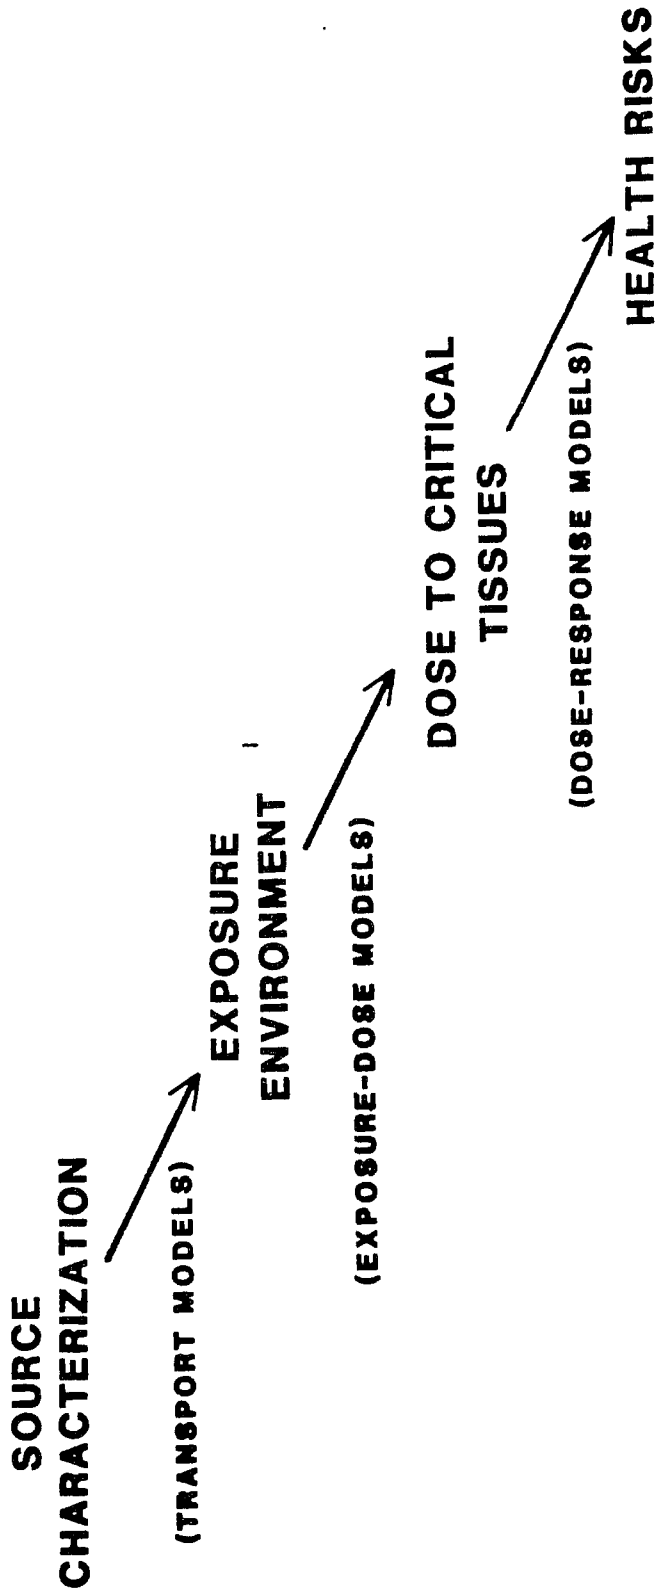 SOURCE
CHARACTERIZATION
(TRANSPORT MODELS)
EXPOSURE
ENVIRONMENT
(EXPOSURE-DOSE MODELS)
DOSE TO CRITICAL
TISSUES
(DOSE-RESPONSE MODELS)
HEALTH RISKS